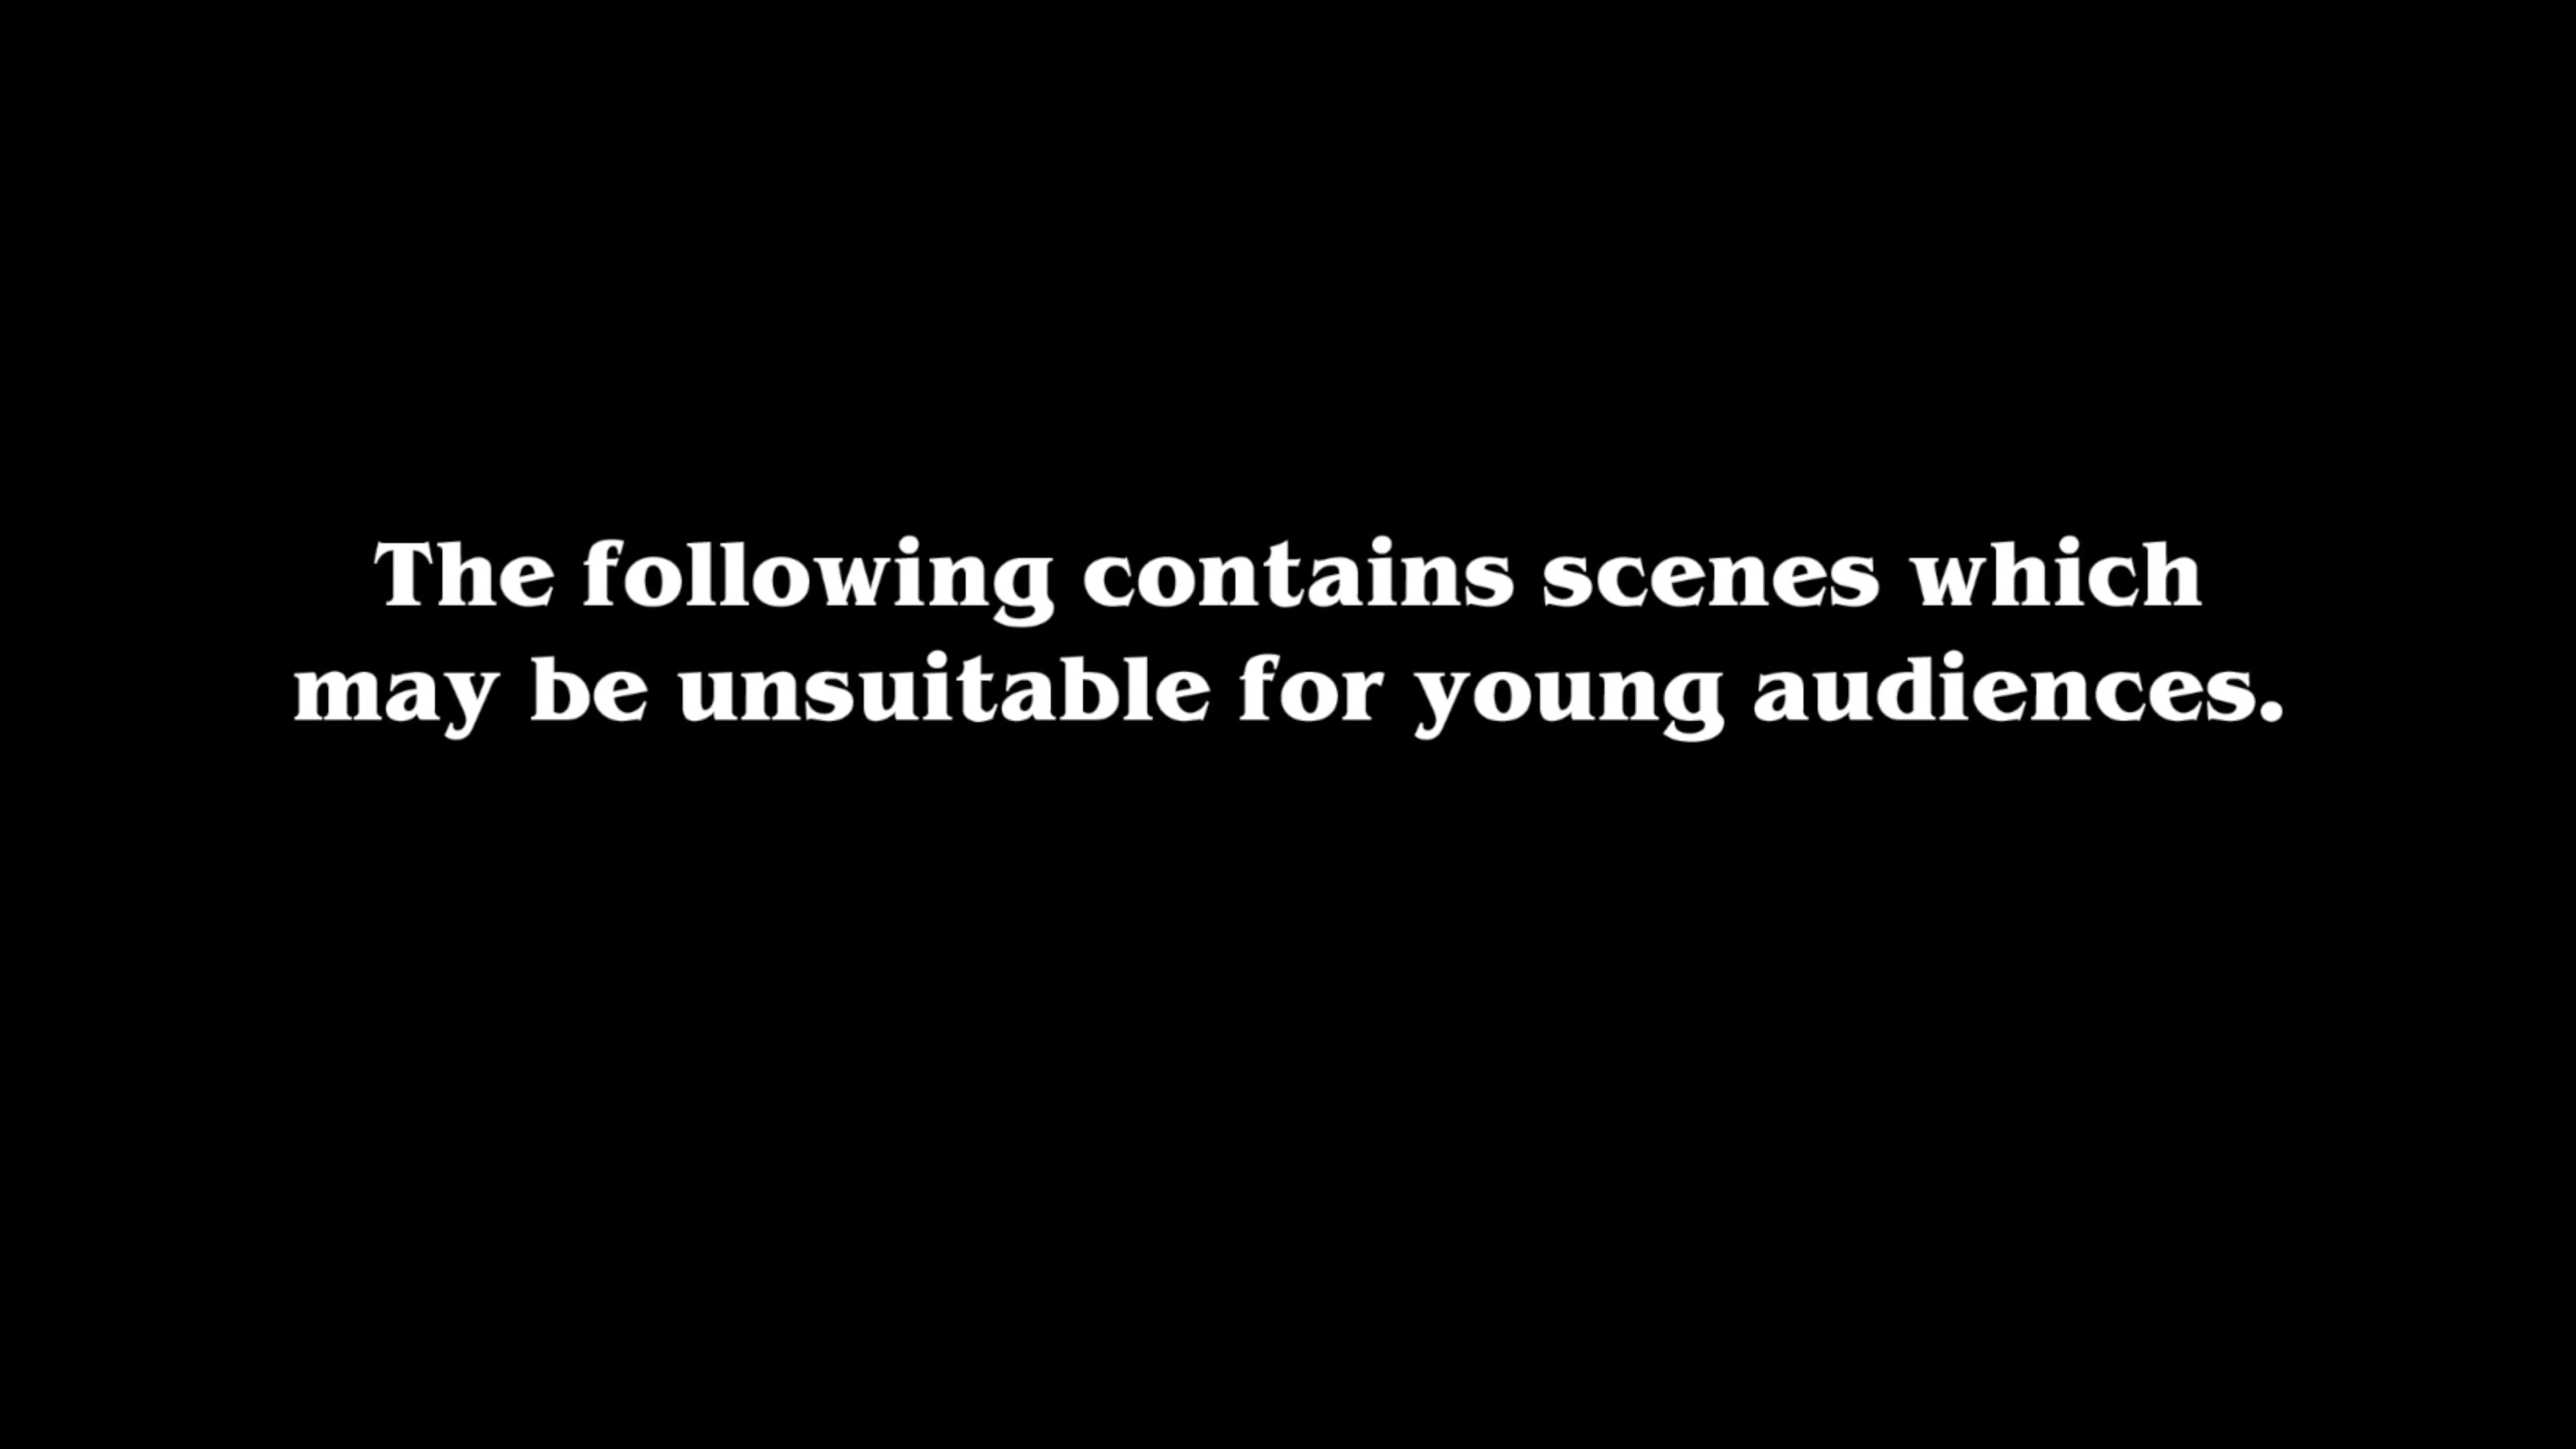 The following contains scenes which
may be unsuitable for young audiences.